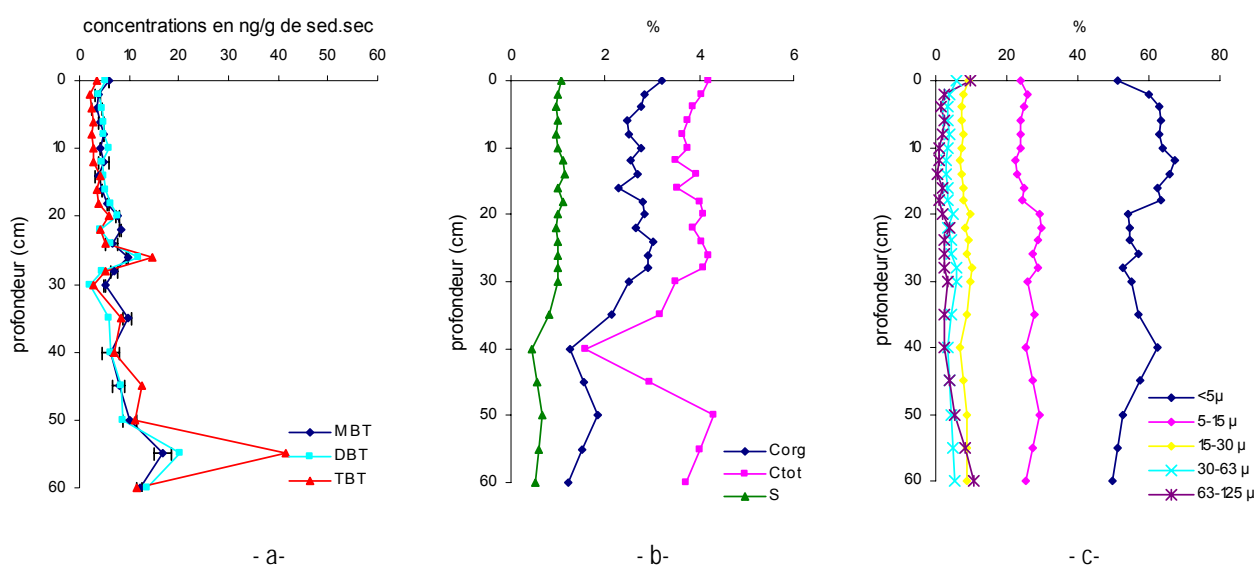 concentrations en ng/g de sed.sec
0 10 20 30 40 50 60
0
10
20
30
40
50
60
profondeur (cm)
MBT
DBT
TBT
- a-
%
0 2 4 6
0
10
20
30
40
50
60
profondeur (cm)
Corg
Ctot
S
- b-
%
0 20 40 60 80
0
10
20
30
40
50
60
profondeur(cm)
<5µ
5-15 µ
15-30 µ
30-63 µ
63-125 µ
- c-